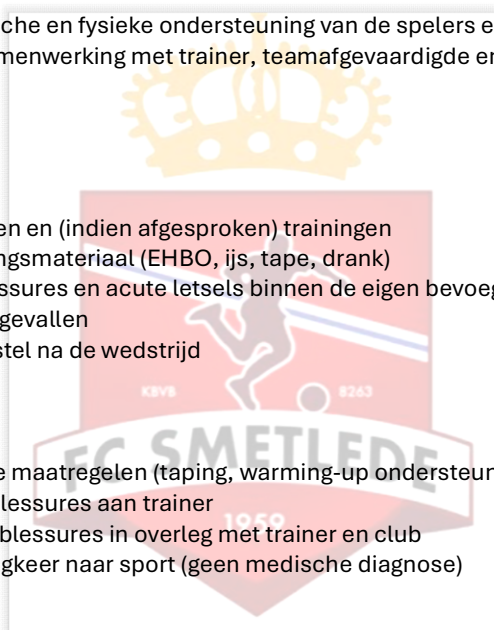 che en fysieke ondersteuning van de spelers e
menwerking met trainer, teamafgevaardigde en
en en (indien afgesproken) trainingen
ngsmateriaal (EHBO, ijs, tape, drank)
ssures en acute letsels binnen de eigen bevoeg
gevallen
stel na de wedstrijd
KBVB 8263
FC SMETLEDE
e maatregelen (taping, warming-up ondersteun
lessures aan trainer
1959
blessures in overleg met trainer en club
gkeer naar sport (geen medische diagnose)